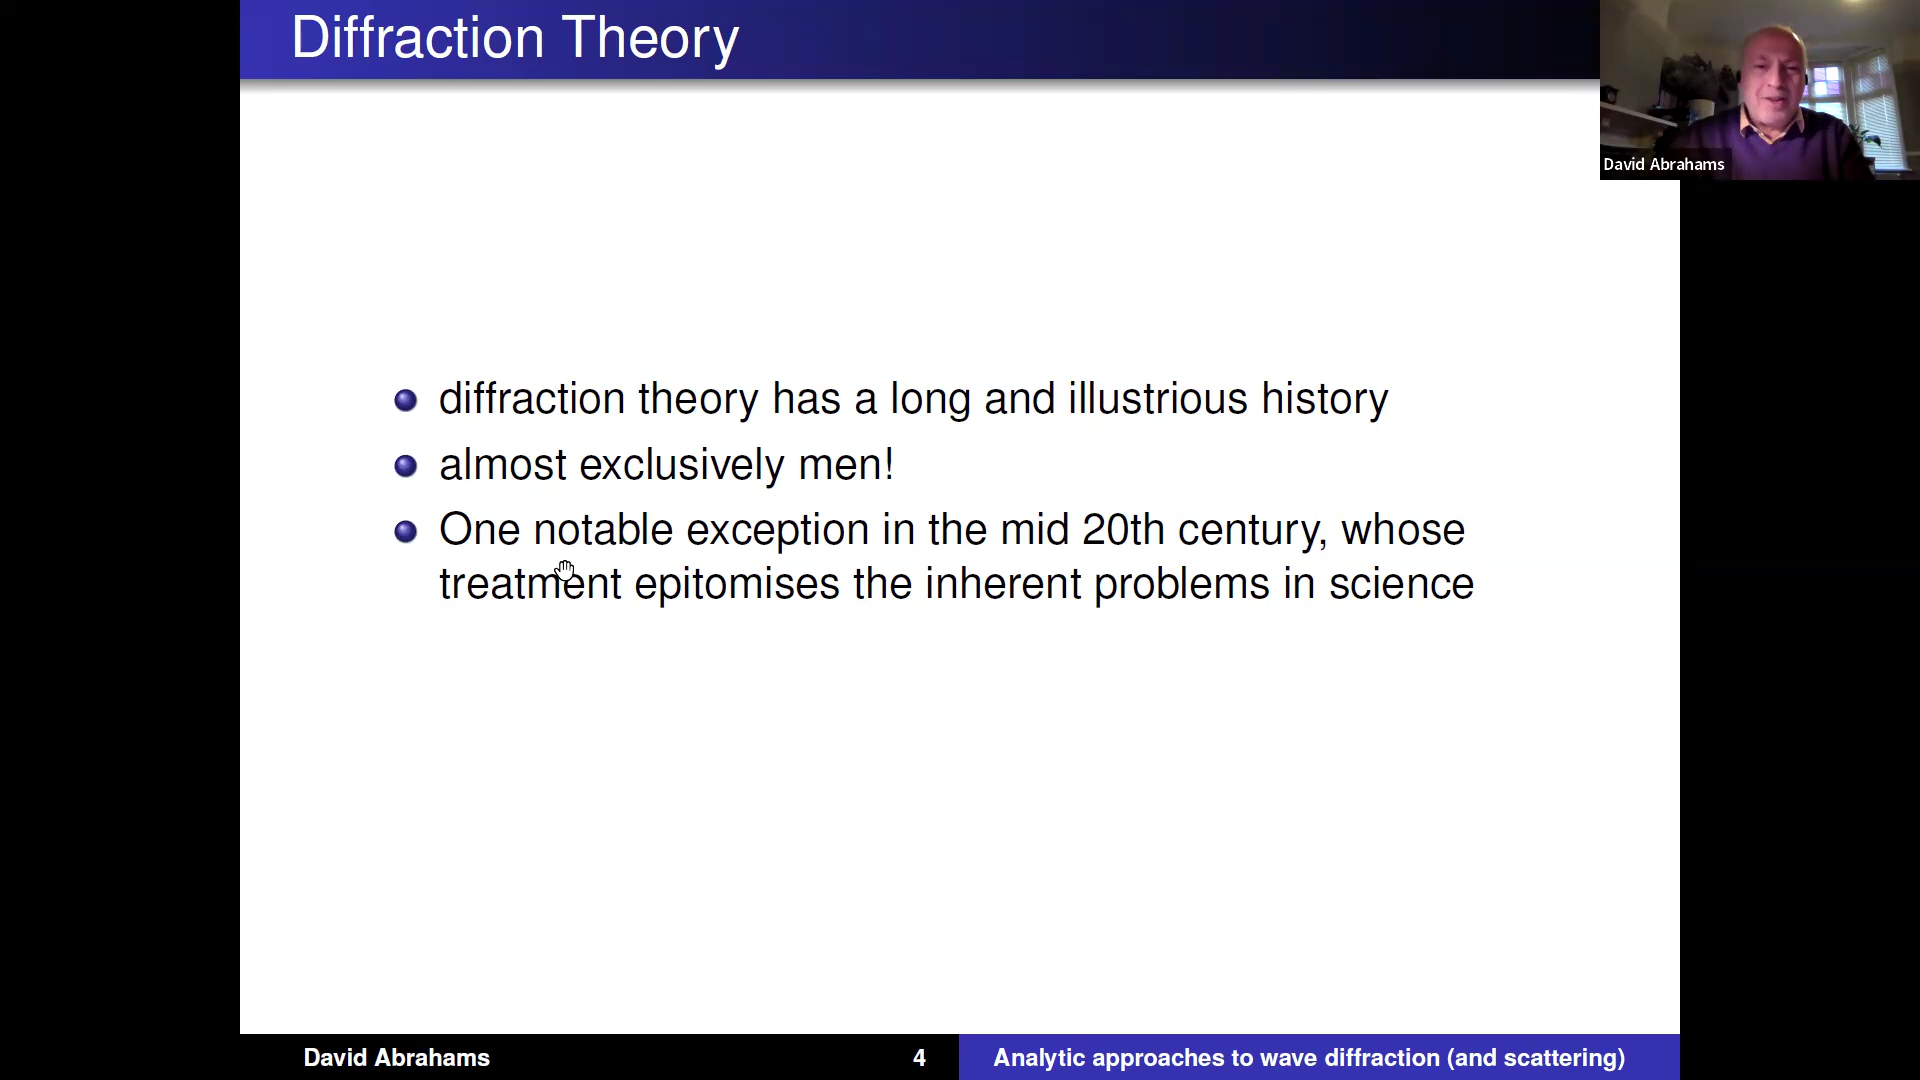 Diffraction Theory
David Abrahams
diffraction theory has a long and illustrious history
almost exclusively men!
One notable exception in the mid 20th century, whose
treatment epitomises the inherent problems in science
David Abrahams
4
Analytic approaches to wave diffraction (and scattering)